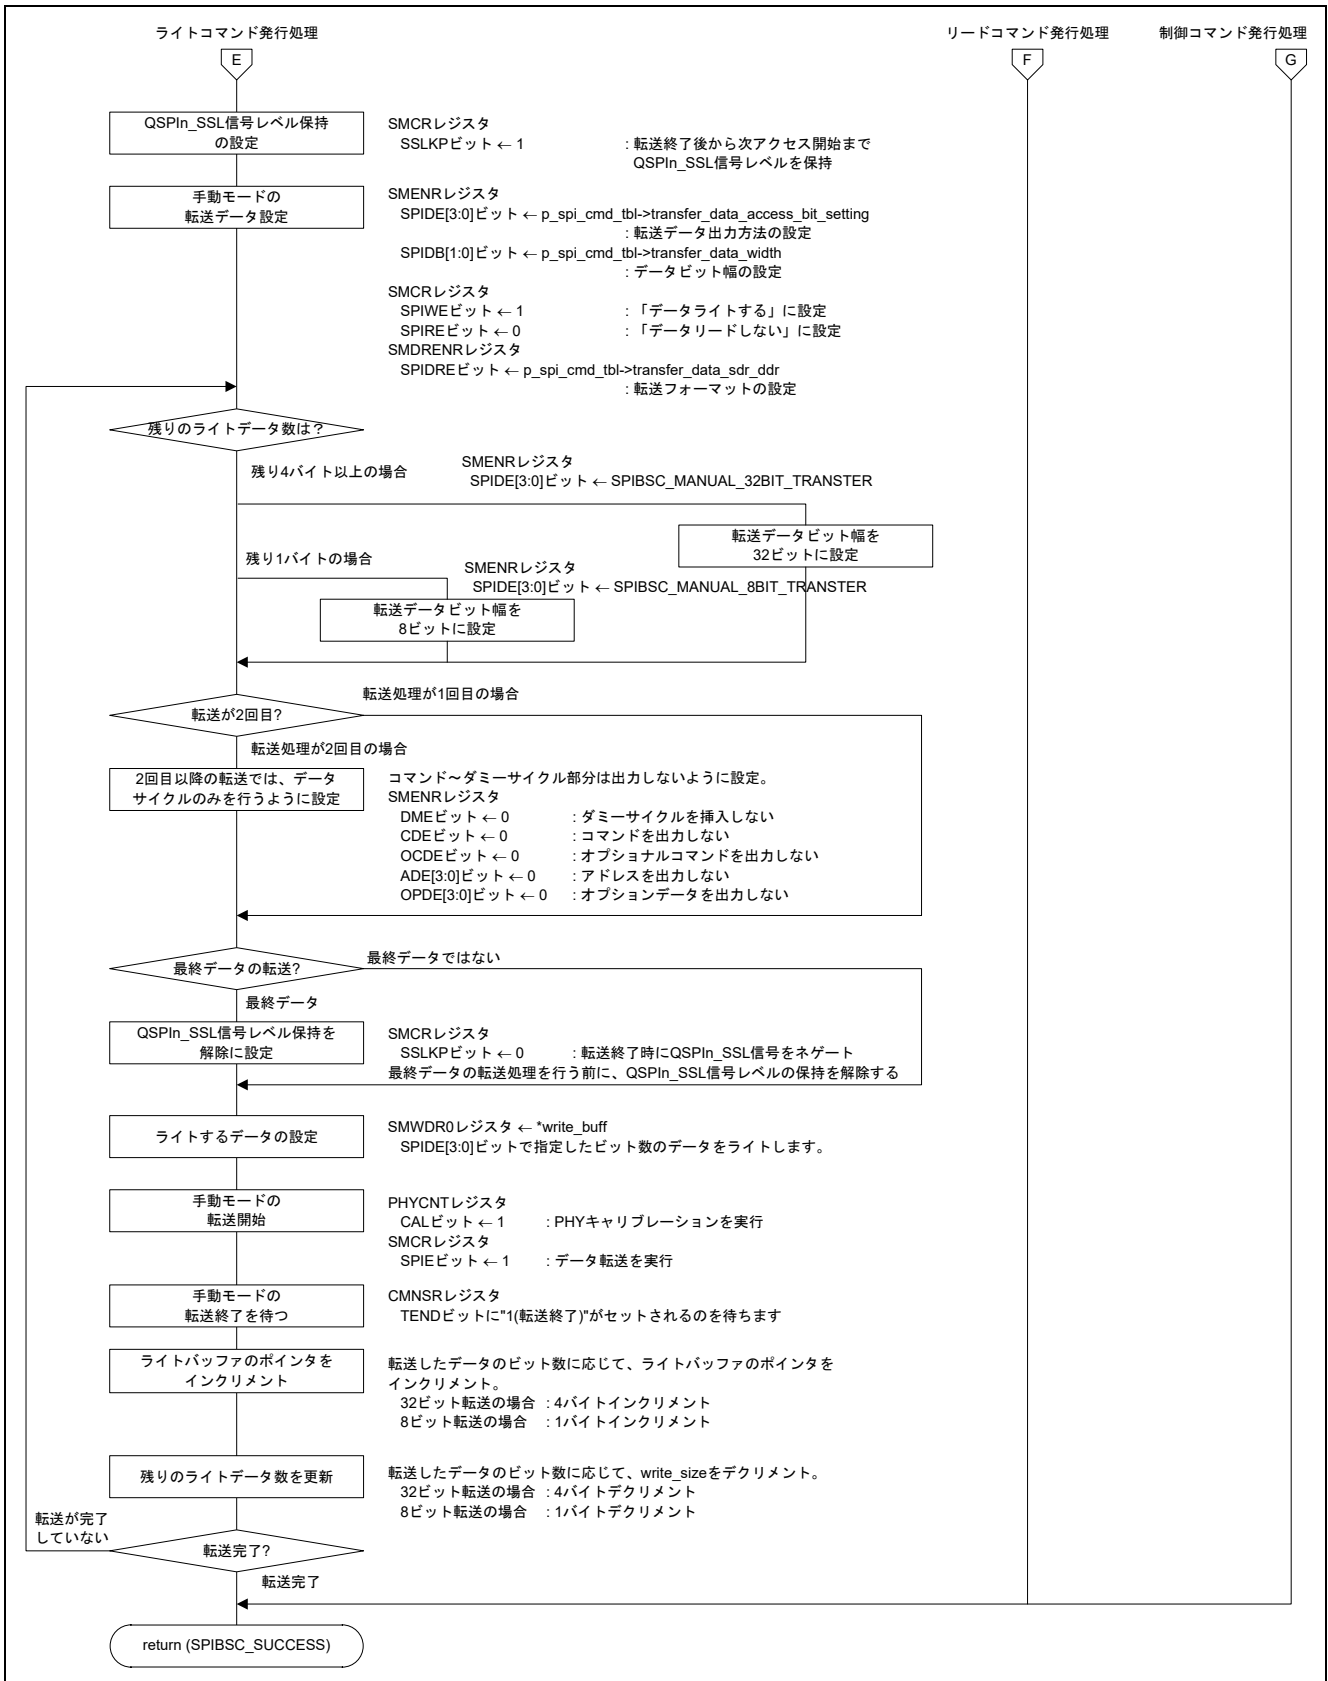 ライトコマンド発行処理
リードコマンド発行処理
制御コマンド発行処理
E
F
G
QSPIn_SSL信号レベル保持
の設定
SMCRレジスタ
SSLKPビット ← 1 : 転送終了後から次アクセス開始まで
QSPIn_SSL信号レベルを保持
手動モードの
転送データ設定
SMENRレジスタ
SPIDE[3:0]ビット ← p_spi_cmd_tbl->transfer_data_access_bit_setting
: 転送データ出力方法の設定
SPIDB[1:0]ビット ← p_spi_cmd_tbl->transfer_data_width
: データビット幅の設定
SMCRレジスタ
SPIWEビット ← 1 : 「データライトする」に設定
SPIREビット ← 0 : 「データリードしない」に設定
SMDRENRレジスタ
SPIDREビット ← p_spi_cmd_tbl->transfer_data_sdr_ddr
: 転送フォーマットの設定
残りのライトデータ数は？
残り4バイト以上の場合
SMENRレジスタ
SPIDE[3:0]ビット ← SPIBSC_MANUAL_32BIT_TRANSTER
転送データビット幅を
32ビットに設定
残り1バイトの場合
SMENRレジスタ
SPIDE[3:0]ビット ← SPIBSC_MANUAL_8BIT_TRANSTER
転送データビット幅を
8ビットに設定
転送処理が1回目の場合
転送が2回目?
転送処理が2回目の場合
2回目以降の転送では、データ
サイクルのみを行うように設定
コマンド～ダミーサイクル部分は出力しないように設定。
SMENRレジスタ
DMEビット ← 0 : ダミーサイクルを挿入しない
CDEビット ← 0 : コマンドを出力しない
OCDEビット ← 0 : オプショナルコマンドを出力しない
ADE[3:0]ビット ← 0 : アドレスを出力しない
OPDE[3:0]ビット ← 0 : オプションデータを出力しない
最終データの転送?
最終データではない
最終データ
QSPIn_SSL信号レベル保持を
解除に設定
SMCRレジスタ
SSLKPビット ← 0 : 転送終了時にQSPIn_SSL信号をネゲート
最終データの転送処理を行う前に、QSPIn_SSL信号レベルの保持を解除する
ライトするデータの設定
SMWDR0レジスタ ← *write_buff
SPIDE[3:0]ビットで指定したビット数のデータをライトします。
手動モードの
転送開始
PHYCNTレジスタ
CALビット ← 1 : PHYキャリブレーションを実行
SMCRレジスタ
SPIEビット ← 1 : データ転送を実行
手動モードの
転送終了を待つ
CMNSRレジスタ
TENDビットに"1(転送終了)"がセットされるのを待ちます
ライトバッファのポインタを
インクリメント
転送したデータのビット数に応じて、ライトバッファのポインタを
インクリメント。
32ビット転送の場合 : 4バイトインクリメント
8ビット転送の場合 : 1バイトインクリメント
残りのライトデータ数を更新
転送したデータのビット数に応じて、write_sizeをデクリメント。
32ビット転送の場合 : 4バイトデクリメント
8ビット転送の場合 : 1バイトデクリメント
転送が完了
していない
転送完了?
転送完了
return (SPIBSC_SUCCESS)